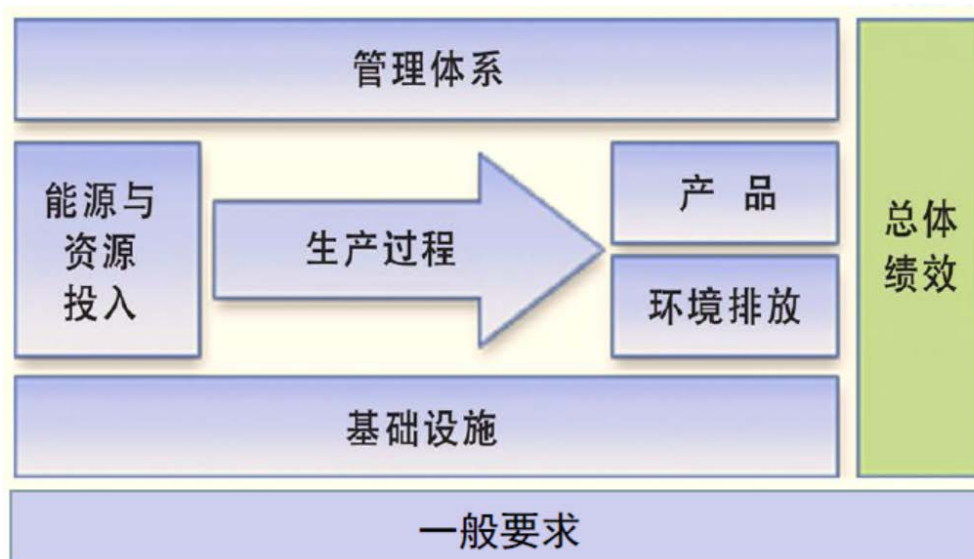 管理体系
能源与
资源
投入
生产过程
产 品
环境排放
总体
绩效
基础设施
一般要求